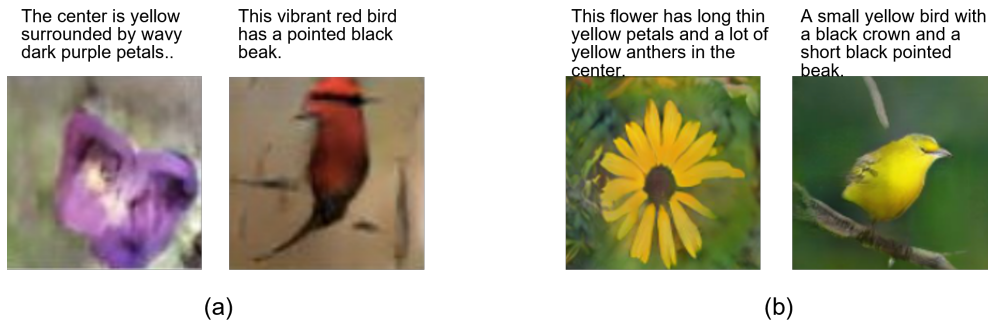 The center is yellow
surrounded by wavy
dark purple petals..
This vibrant red bird
has a pointed black
beak.
This flower has long thin
yellow petals and a lot of
yellow anthers in the
center.
A small yellow bird with
a black crown and a
short black pointed
beak.
(a)
(b)